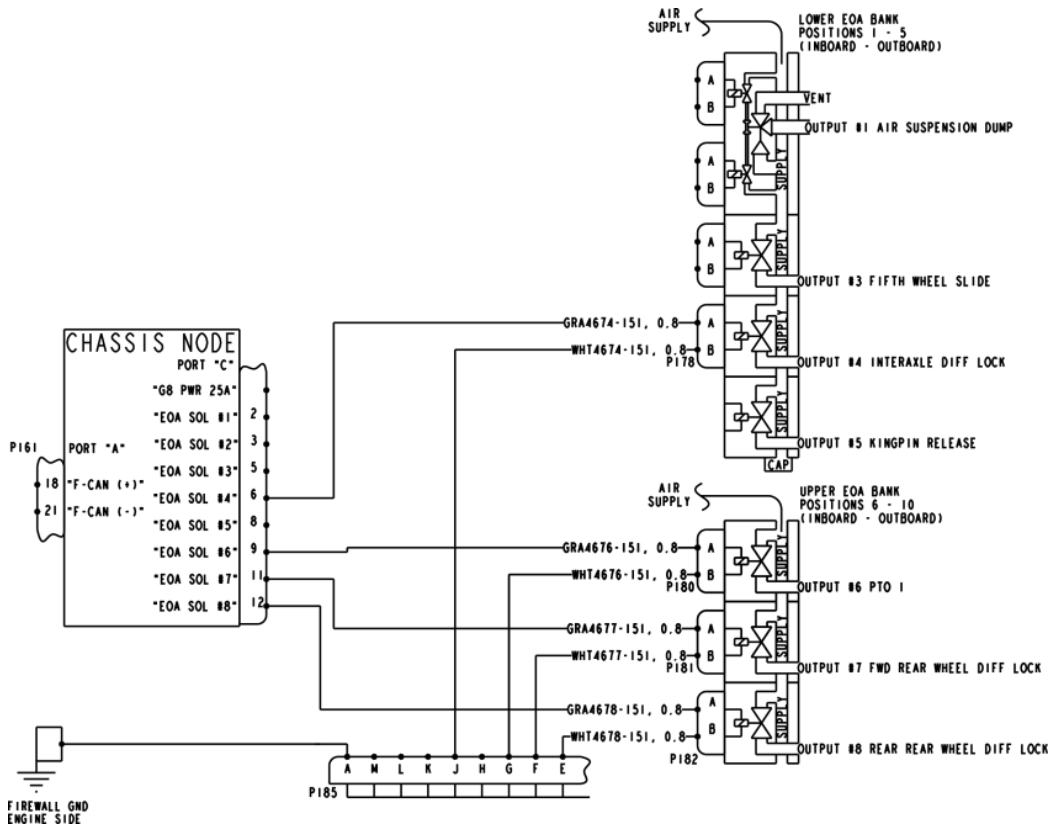 AIR
SUPPLY
LOWER EOA BANK
POSITIONS 1 - 5
(INBOARD - OUTBOARD)
A
B
VENT
OUTPUT #1 AIR SUSPENSION DUMP
A
B
SUPPLY
A
B
SUPPLY
OUTPUT #3 FIFTH WHEEL SLIDE
GRA4674-151, 0.8
A
WHT4674-151, 0.8
B
P178
SUPPLY
OUTPUT #4 INTERAXLE DIFF LOCK
A
B
SUPPLY
OUTPUT #5 KINGPIN RELEASE
CAP
CHASSIS NODE
PORT "C"
"G8 PWR 25A"
"EOA SOL #1" 2
"EOA SOL #2" 3
"EOA SOL #3" 5
"EOA SOL #4" 6
"EOA SOL #5" 8
"EOA SOL #6" 9
"EOA SOL #7" 11
"EOA SOL #8" 12
P161
PORT "A"
18 "F-CAN (+)"
21 "F-CAN (-)"
AIR
SUPPLY
UPPER EOA BANK
POSITIONS 6 - 10
(INBOARD - OUTBOARD)
GRA4676-151, 0.8
A
WHT4676-151, 0.8
B
P180
SUPPLY
OUTPUT #6 PTO 1
GRA4677-151, 0.8
A
WHT4677-151, 0.8
B
P181
SUPPLY
OUTPUT #7 FWD REAR WHEEL DIFF LOCK
GRA4678-151, 0.8
A
B
WHT4678-151, 0.8
P182
SUPPLY
OUTPUT #8 REAR REAR WHEEL DIFF LOCK
A M L K J H G F E
P185
FIREWALL GND
ENGINE SIDE